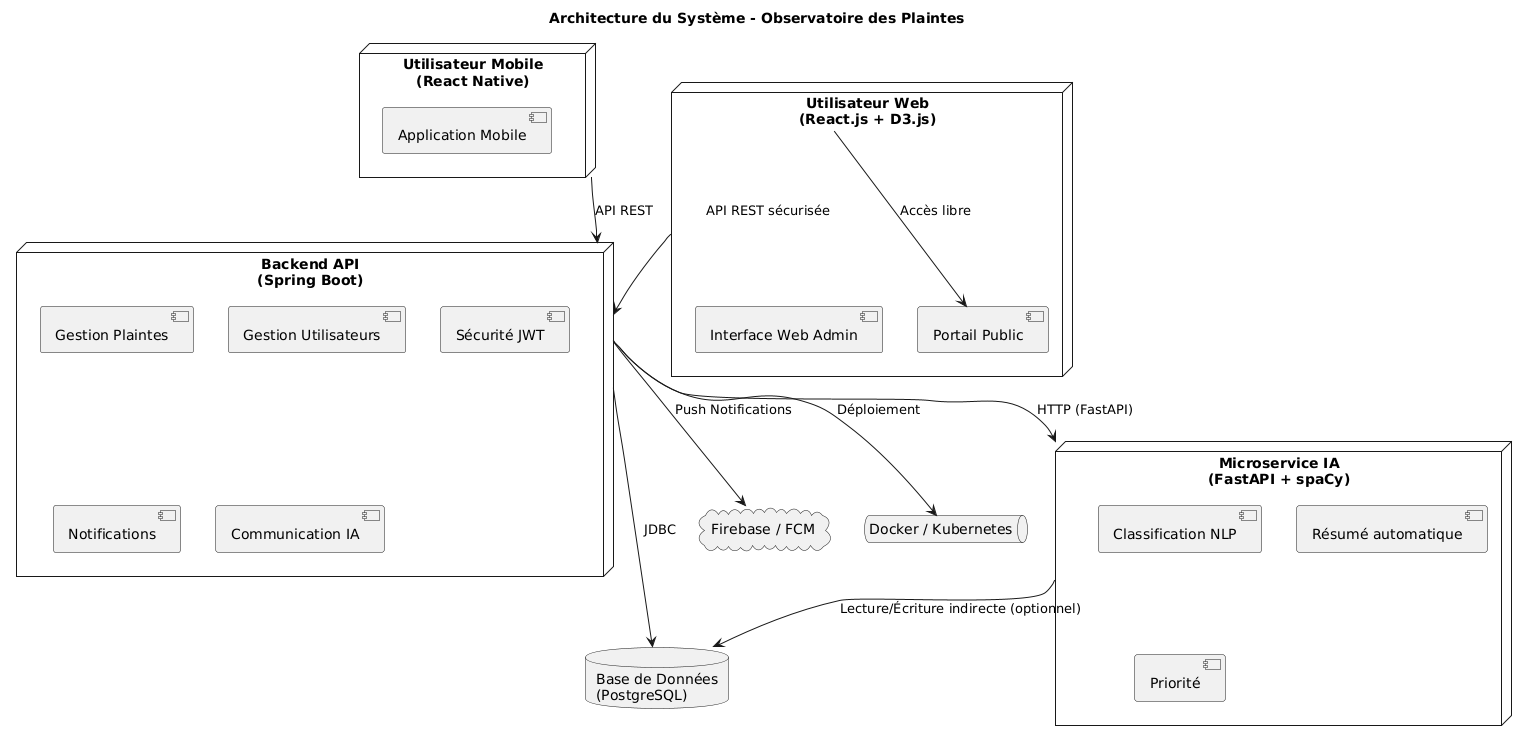 Architecture du Système - Observatoire des Plaintes
Utilisateur Mobile
(React Native)
Application Mobile
Utilisateur Web
(React.js + D3.js)
API REST
API REST sécurisée
Accès libre
Backend API
(Spring Boot)
Gestion Plaintes
Gestion Utilisateurs
Sécurité JWT
Interface Web Admin
Portail Public
Push Notifications
Déploiement
HTTP (FastAPI)
Microservice IA
(FastAPI + spaCy)
Notifications
Communication IA
JDBC
Firebase / FCM
Docker / Kubernetes
Classification NLP
Résumé automatique
Lecture/Écriture indirecte (optionnel)
Base de Données
(PostgreSQL)
Priorité